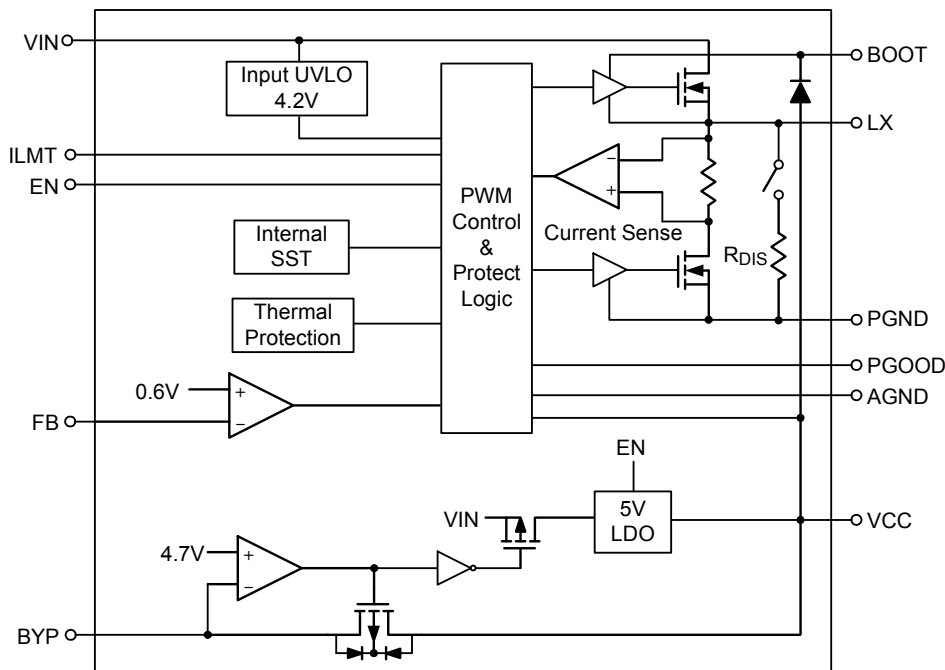 VIN
BOOT
Input UVLO
4.2V
LX
ILMT
EN
−
+
PWM
Control
&
Protect
Logic
Current Sense
Internal
SST
RDIS
Thermal
Protection
PGND
PGOOD
0.6V
+
−
AGND
FB
EN
VIN
5V
LDO
VCC
4.7V
+
−
BYP